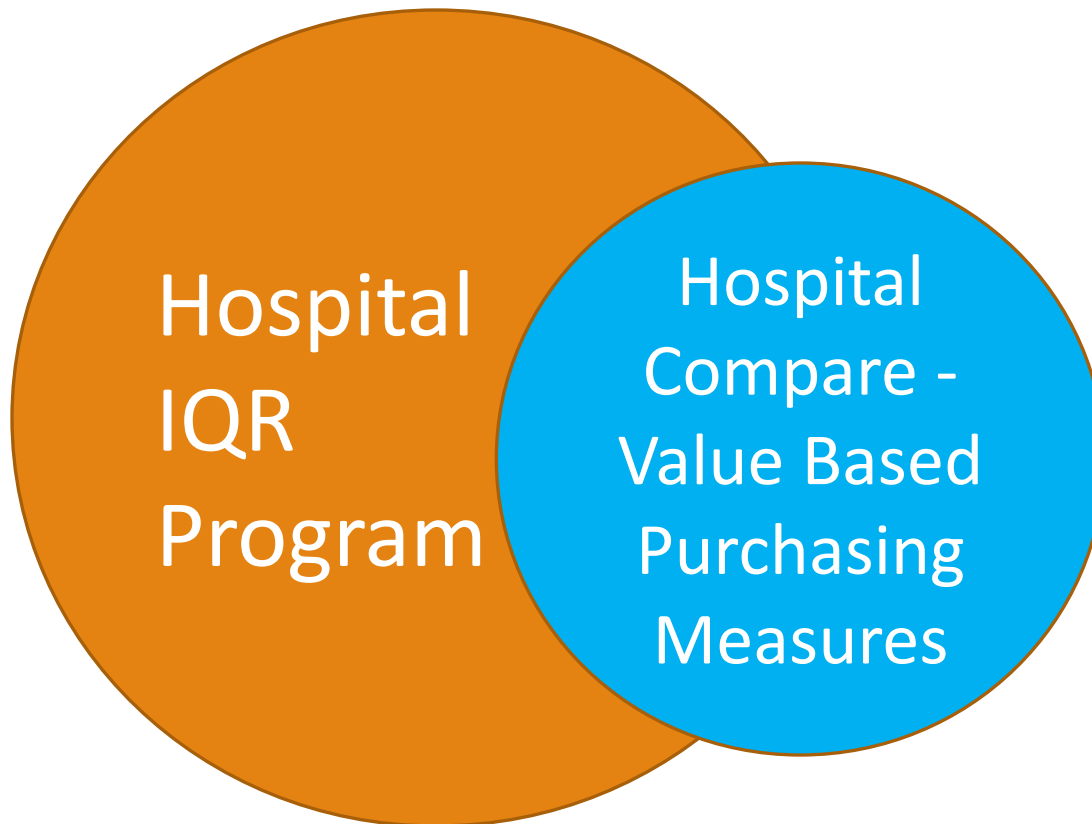 Hospital
IQR
Program
Hospital
Compare -
Value Based
Purchasing
Measures